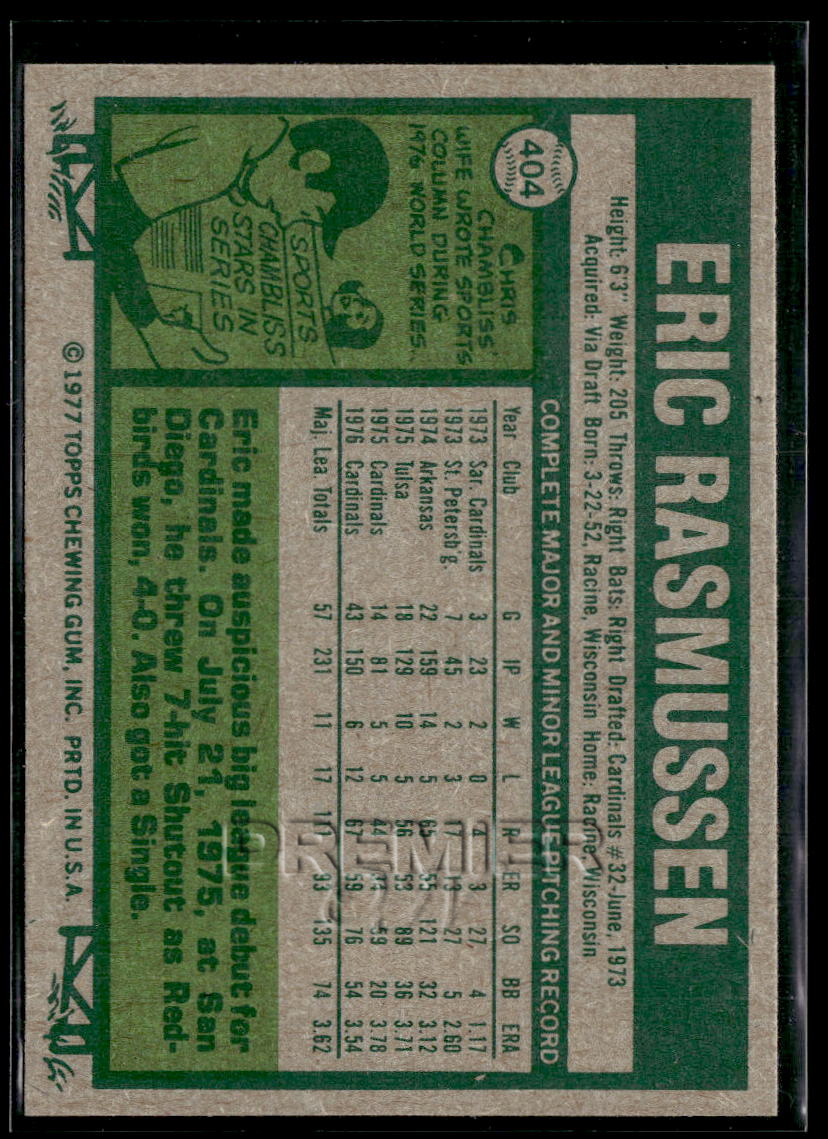 404
ERIC RASMUSSEN
Height: 6'3" Weight: 205 Throws: Right Bats: Right Drafted: Cardinals #32-June, 1973
Acquired: Via Draft Born: 3-22-52, Racine, Wisconsin Home: Racine, Wisconsin
COMPLETE MAJOR AND MINOR LEAGUE PITCHING RECORD
Year Club G IP W L R ER SO BB ERA
1973 Sar. Cardinals 3 23 2 0 4 3 27 4 1.17
1973 St. Petersb'g. 7 45 2 3 17 13 27 5 2.60
1974 Arkansas 22 159 14 5 65 55 121 32 3.12
1975 Tulsa 18 129 10 5 56 53 89 36 3.71
1975 Cardinals 14 81 5 5 44 59 20 3.78
1976 Cardinals 43 150 6 12 67 59 76 54 3.54
Maj. Lea. Totals 57 231 11 17 93 135 74 3.62
CHRIS
CHAMBLISS'
WIFE WROTE SPORTS
COLUMN DURING
1976 WORLD SERIES.
SPORTS
CHAMBLISS
STARS IN
SERIES
Eric made auspicious big league debut for
Cardinals. On July 21, 1975, at San
Diego, he threw 7-hit Shutout as Red-
birds won, 4-0. Also got a Single.
© 1977 TOPPS CHEWING GUM, INC. PRTD. IN U.S.A.
PREMIER